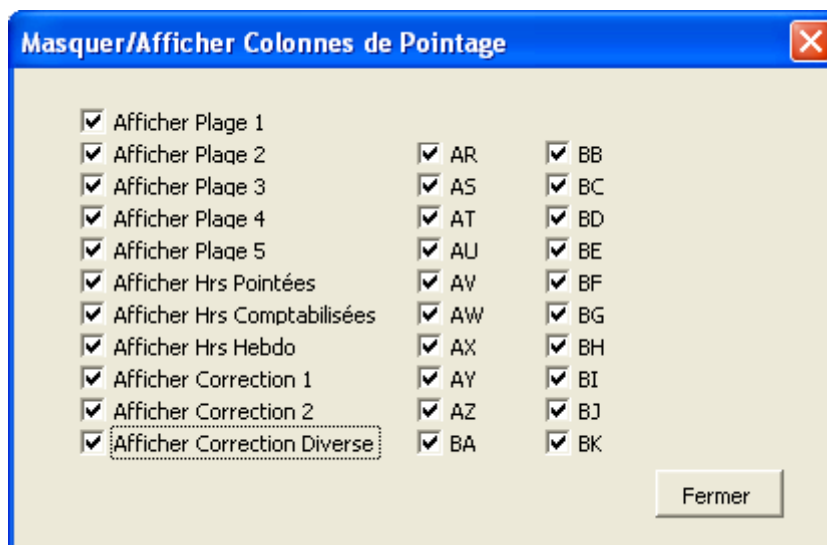 Masquer/Afficher Colonnes de Pointage
Afficher Plage 1
Afficher Plage 2 AR BB
Afficher Plage 3 AS BC
Afficher Plage 4 AT BD
Afficher Plage 5 AU BE
Afficher Hrs Pointées AV BF
Afficher Hrs Comptabilisées AW BG
Afficher Hrs Hebdo AX BH
Afficher Correction 1 AY BI
Afficher Correction 2 AZ BJ
Afficher Correction Diverse BA BK
Fermer